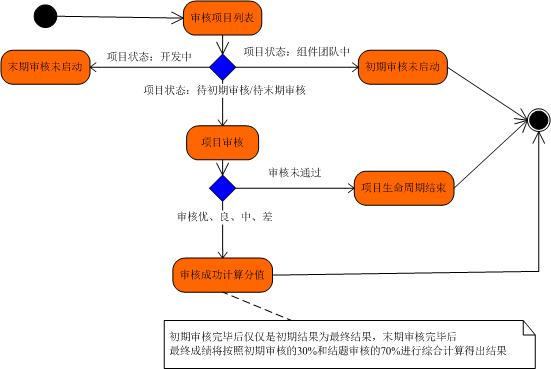 审核项目列表
项目状态：开发中
项目状态：组件团队中
末期审核未启动
初期审核未启动
项目状态：待初期审核/待末期审核
项目审核
审核未通过
项目生命周期结束
审核优、良、中、差
审核成功计算分值
初期审核完毕后仅仅是初期结果为最终结果，末期审核完毕后
最终成绩将按照初期审核的30%和结题审核的70%进行综合计算得出结果